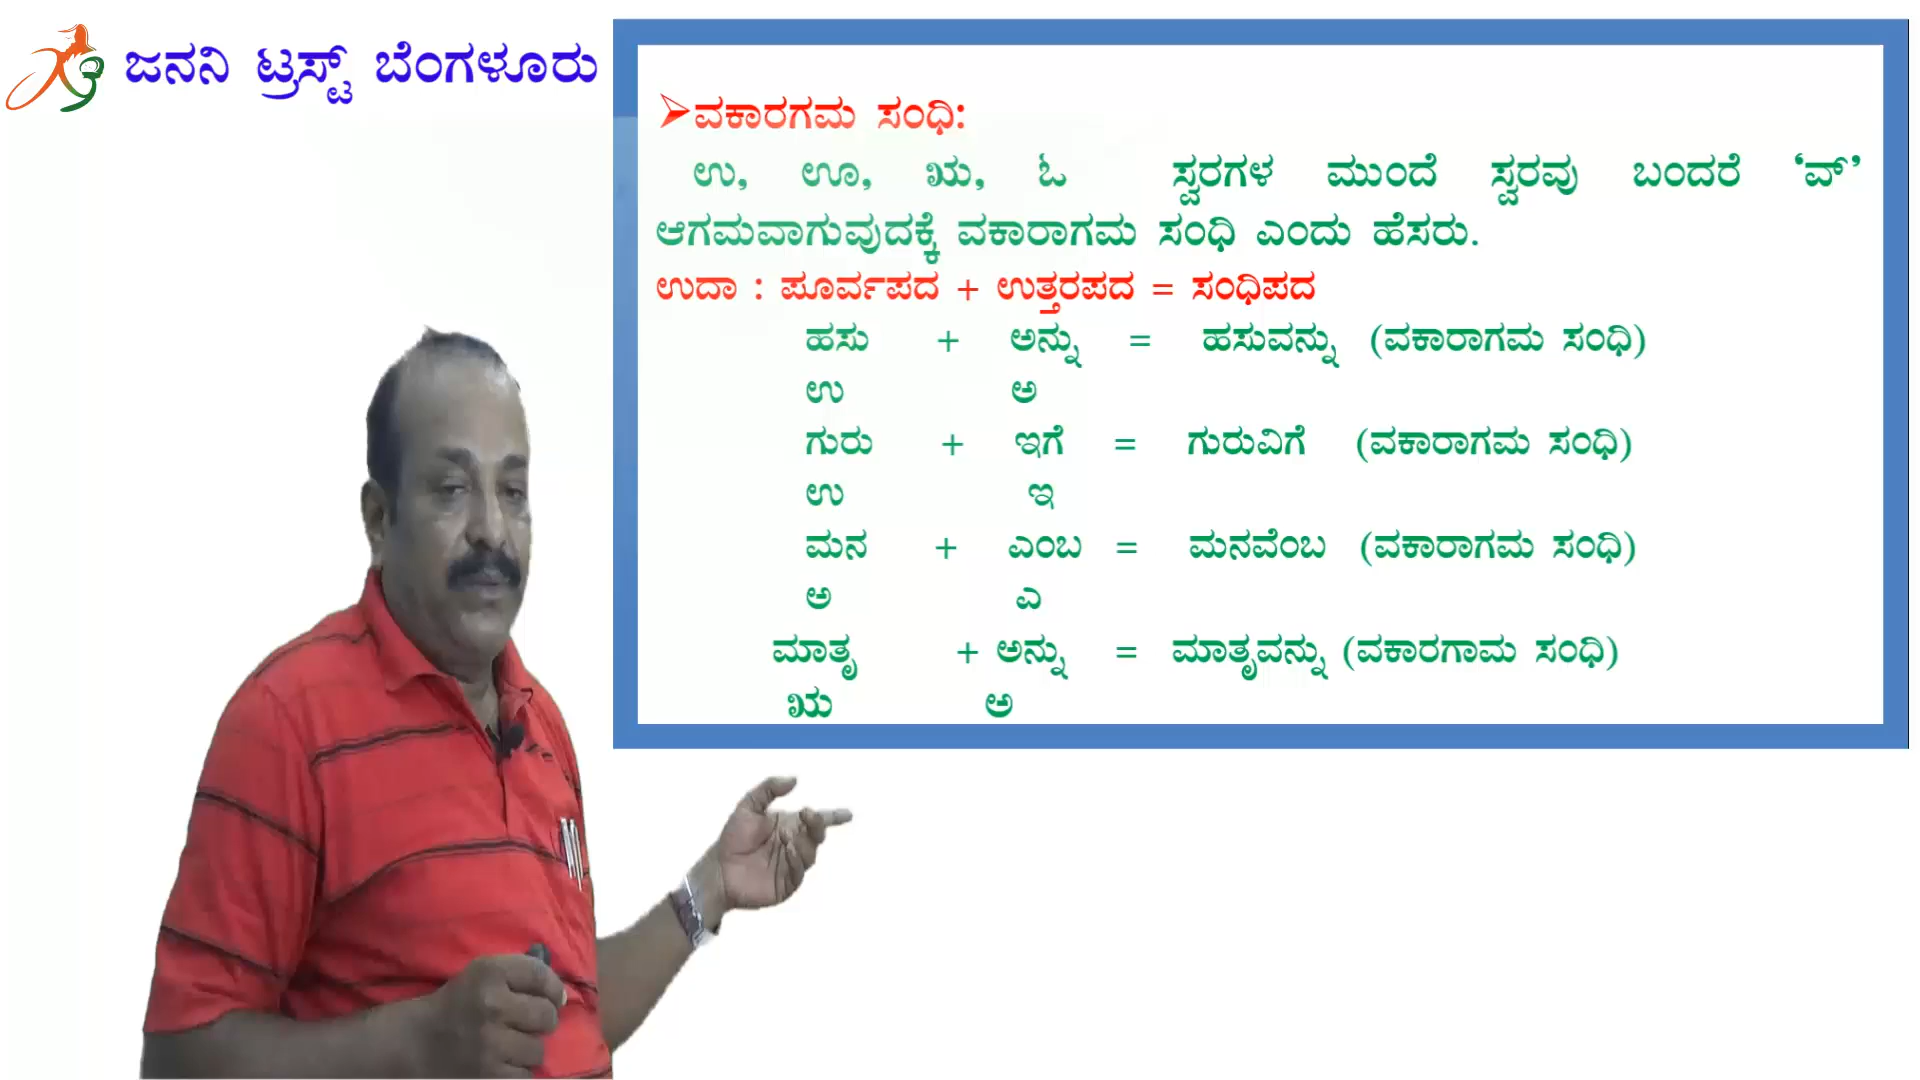 ಜನನಿ ಟ್ರಸ್ಟ್ ಬೆಂಗಳೂರು
➢ವಕಾರಗಮ ಸಂಧಿ:
ಉ, ಊ, ಋ, ಓ ಸ್ವರಗಳ ಮುಂದೆ ಸ್ವರವು ಬಂದರೆ ‘ವ್’
ಆಗಮವಾಗುವುದಕ್ಕೆ ವಕಾರಾಗಮ ಸಂಧಿ ಎಂದು ಹೆಸರು.
ಉದಾ : ಪೂರ್ವಪದ + ಉತ್ತರಪದ = ಸಂಧಿಪದ
ಹಸು + ಅನ್ನು = ಹಸುವನ್ನು (ವಕಾರಾಗಮ ಸಂಧಿ)
ಉ ಅ
ಗುರು + ಇಗೆ = ಗುರುವಿಗೆ (ವಕಾರಾಗಮ ಸಂಧಿ)
ಉ ಇ
ಮನ + ಎಂಬ = ಮನವೆಂಬ (ವಕಾರಾಗಮ ಸಂಧಿ)
ಅ ಎ
ಮಾತೃ + ಅನ್ನು = ಮಾತೃವನ್ನು (ವಕಾರಗಾಮ ಸಂಧಿ)
ಋ ಅ